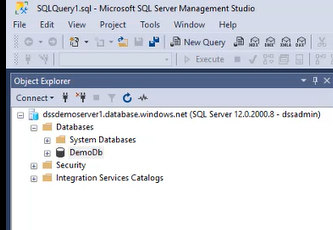 SQLQuery1.sql - Microsoft SQL Server Management Studio
File Edit View Project Tools Window Help
New Query
Execute
Object Explorer
Connect
dssdemoserver1.database.windows.net (SQL Server 12.0.2000.8 - dssadmin)
Databases
System Databases
DemoDb
Security
Integration Services Catalogs